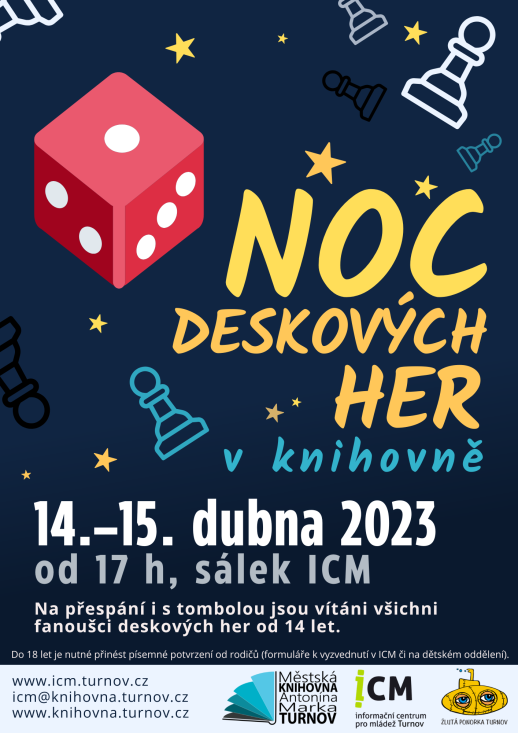 NOC
DESKOVÝCH
HER
v knihovně
14.–15. dubna 2023
od 17 h, sálek ICM
Na přespání i s tombolou jsou vítáni všichni
fanoušci deskových her od 14 let.
Do 18 let je nutné přinést písemné potvrzení od rodičů (formuláře k vyzvednutí v ICM či na dětském oddělení).
www.icm.turnov.cz
icm@knihovna.turnov.cz
www.knihovna.turnov.cz
Městská
KNIHOVNA
Antonína
Marka
TURNOV
iCM
informační centrum
pro mládež Turnov
ŽLUTÁ PONORKA TURNOV